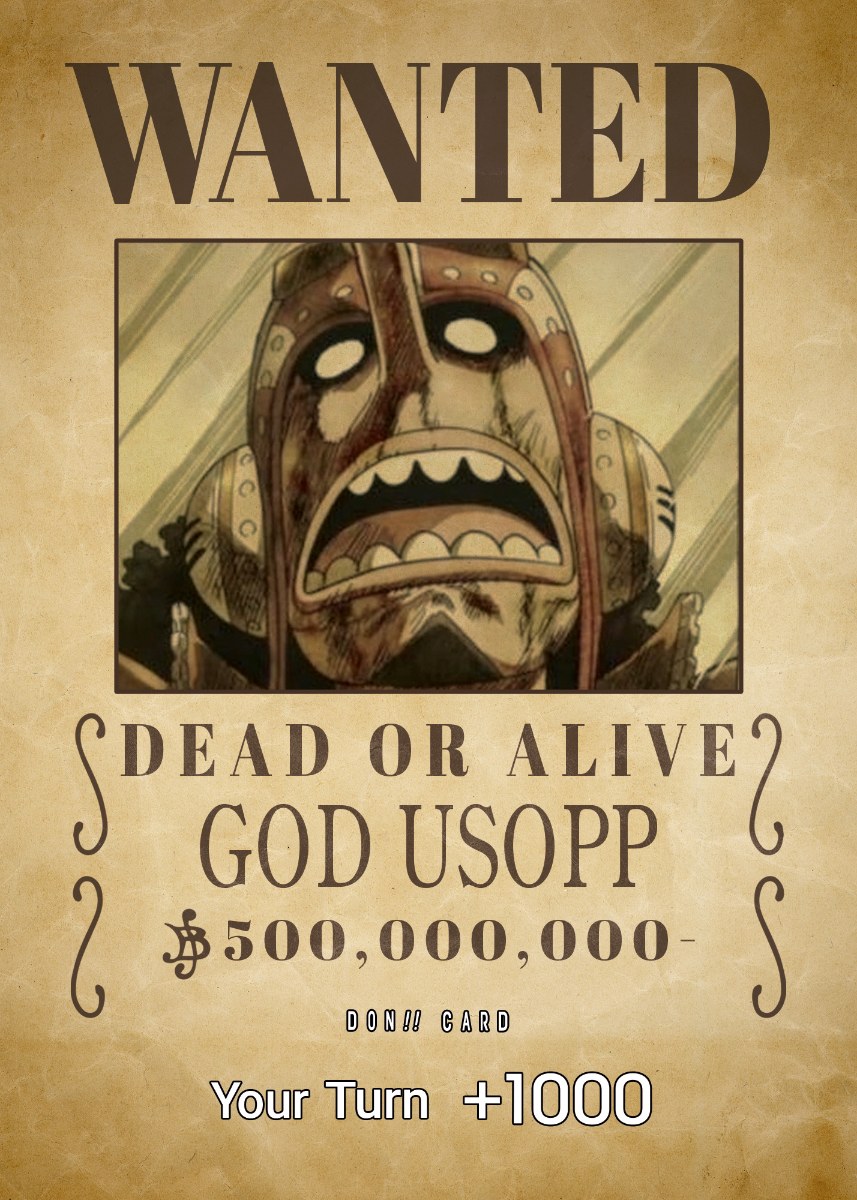 WANTED
DEAD OR ALIVE
GOD USOPP
฿500,000,000-
DON!! CARD
Your Turn +1000